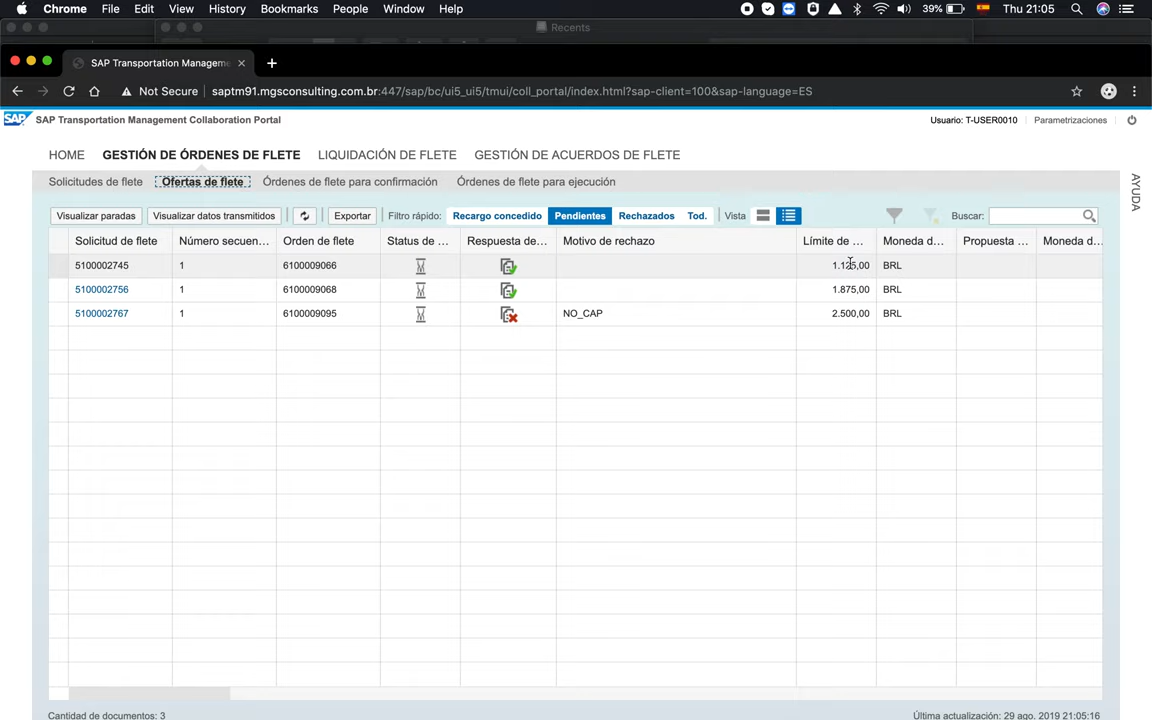 Chrome File Edit View History Bookmarks People Window Help 39% Thu 21:05
Recents
SAP Transportation Manageme
Not Secure saptm91.mgsconsulting.com.br:447/sap/bc/ui5_ui5/tmui/coll_portal/index.html?sap-client=100&sap-language=ES
SAP SAP Transportation Management Collaboration Portal Usuario: T-USER0010 Parametrizaciones
HOME GESTIÓN DE ÓRDENES DE FLETE LIQUIDACIÓN DE FLETE GESTIÓN DE ACUERDOS DE FLETE
Solicitudes de flete Ofertas de flete Órdenes de flete para confirmación Órdenes de flete para ejecución
AYUDA
Visualizar paradas Visualizar datos transmitidos Exportar Filtro rápido: Recargo concedido Pendientes Rechazados Tod. Vista Buscar:
Solicitud de flete Número secuen... Orden de flete Status de ... Respuesta de... Motivo de rechazo Límite de ... Moneda d... Propuesta ... Moneda d...
5100002745 1 6100009066 1.125,00 BRL
5100002756 1 6100009068 1.875,00 BRL
5100002767 1 6100009095 NO_CAP 2.500,00 BRL
Cantidad de documentos: 3 Última actualización: 29 ago. 2019 21:05:16